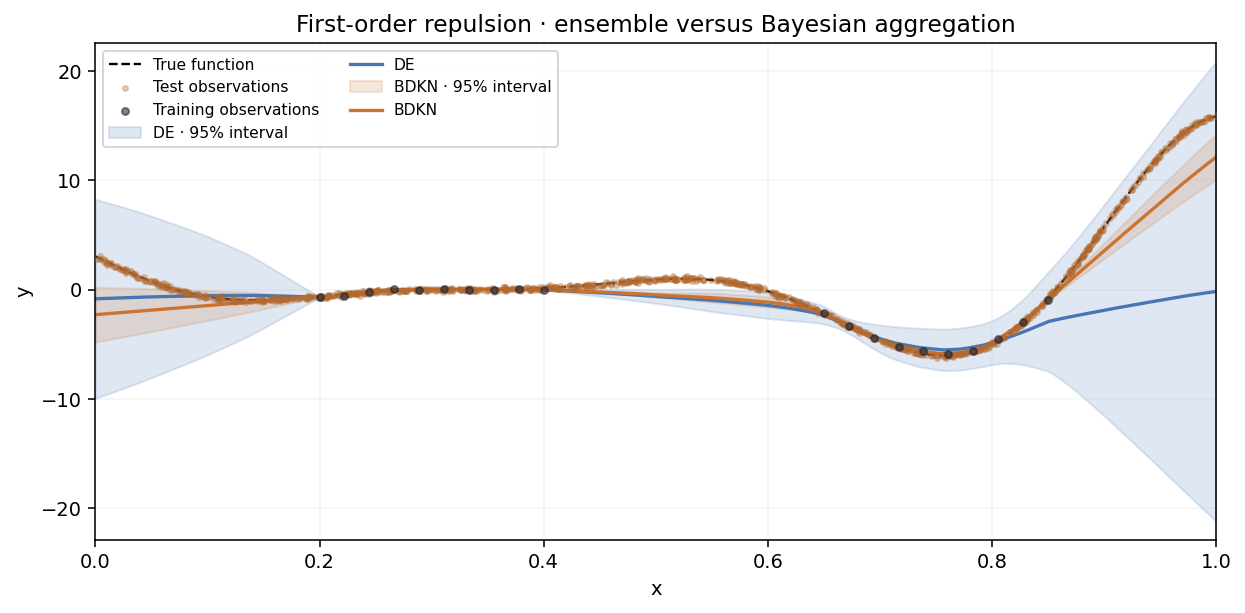 First-order repulsion · ensemble versus Bayesian aggregation
True function
Test observations
Training observations
DE · 95% interval
DE
BDKN · 95% interval
BDKN
20
10
0
−10
−20
y
0.0 0.2 0.4 0.6 0.8 1.0
x